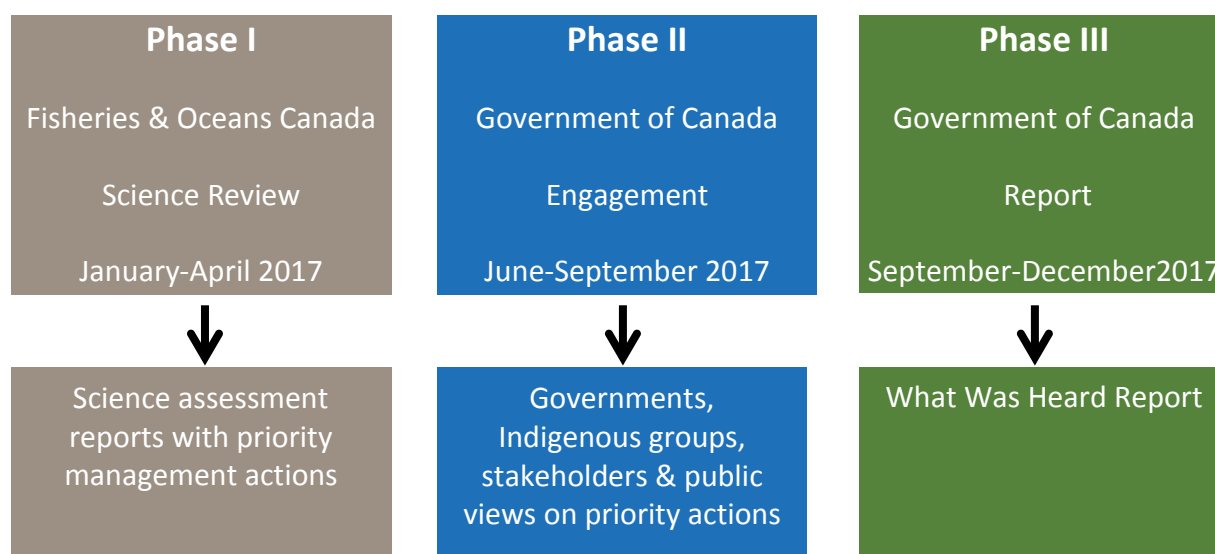 Phase I
Fisheries & Oceans Canada
Science Review
January-April 2017
Science assessment
reports with priority
management actions
Phase II
Government of Canada
Engagement
June-September 2017
Governments,
Indigenous groups,
stakeholders & public
views on priority actions
Phase III
Government of Canada
Report
September-December2017
What Was Heard Report